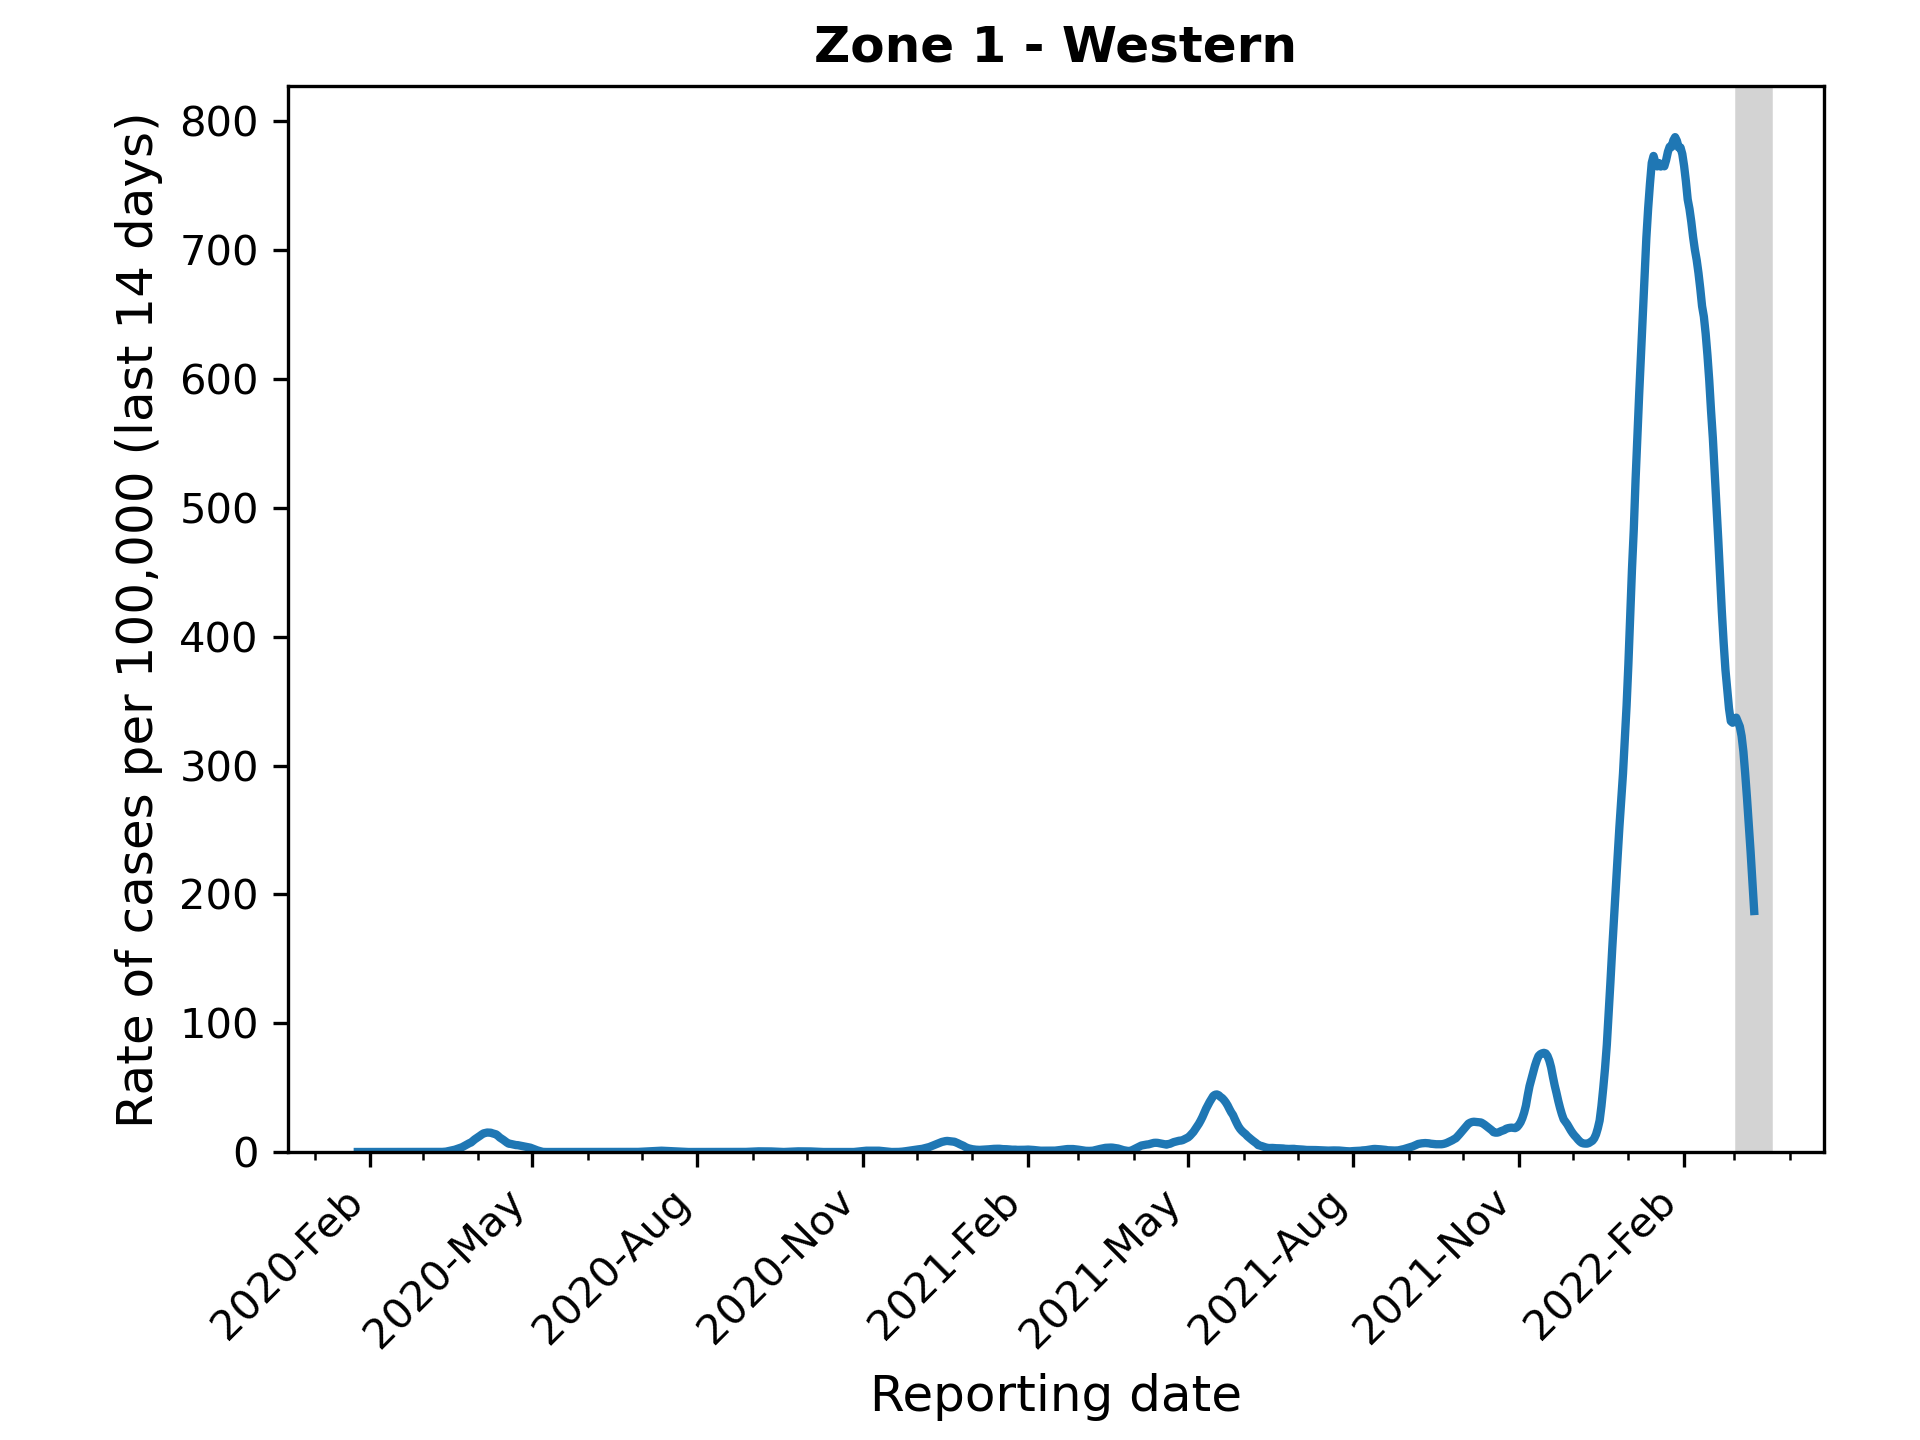 Zone 1 - Western
Rate of cases per 100,000 (last 14 days)
800
700
600
500
400
300
200
100
0
2020-Feb
2020-May
2020-Aug
2020-Nov
2021-Feb
2021-May
2021-Aug
2021-Nov
2022-Feb
Reporting date